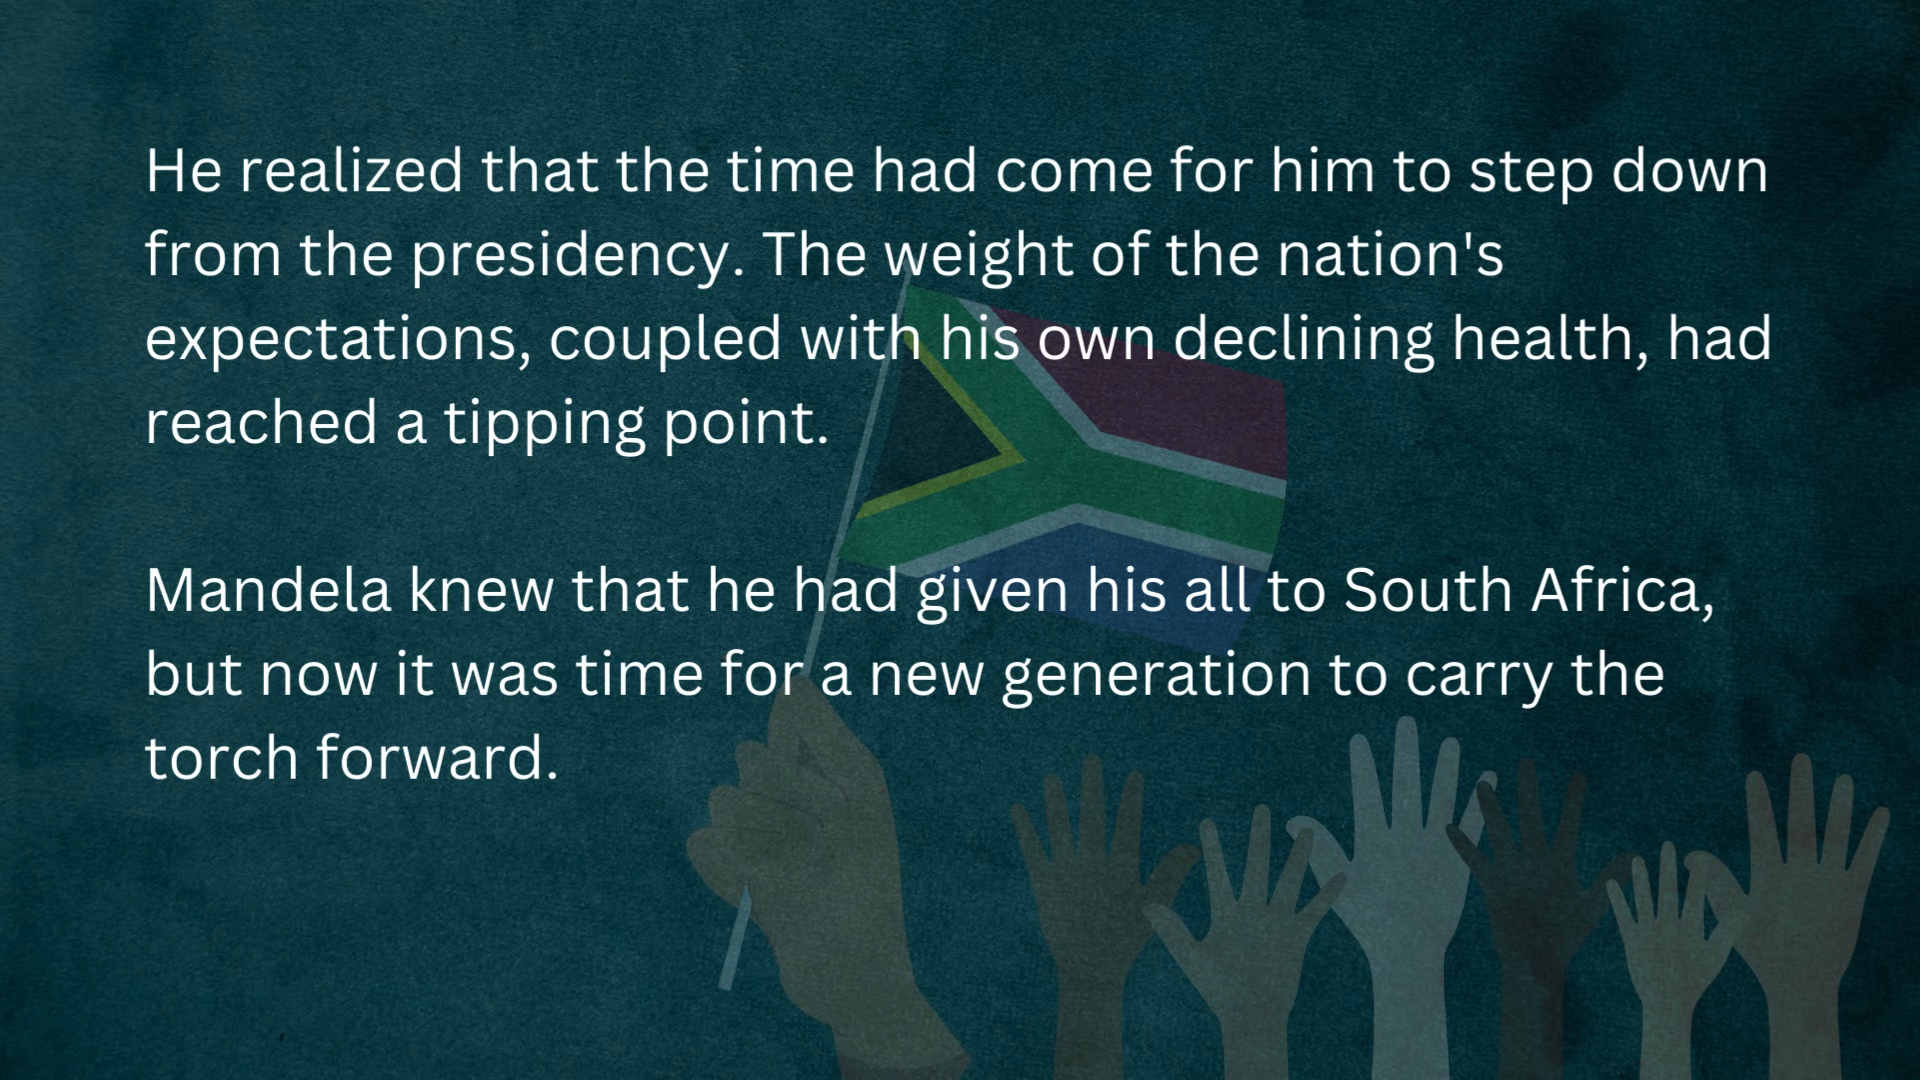 He realized that the time had come for him to step down
from the presidency. The weight of the nation's
expectations, coupled with his own declining health, had
reached a tipping point.
Mandela knew that he had given his all to South Africa,
but now it was time for a new generation to carry the
torch forward.